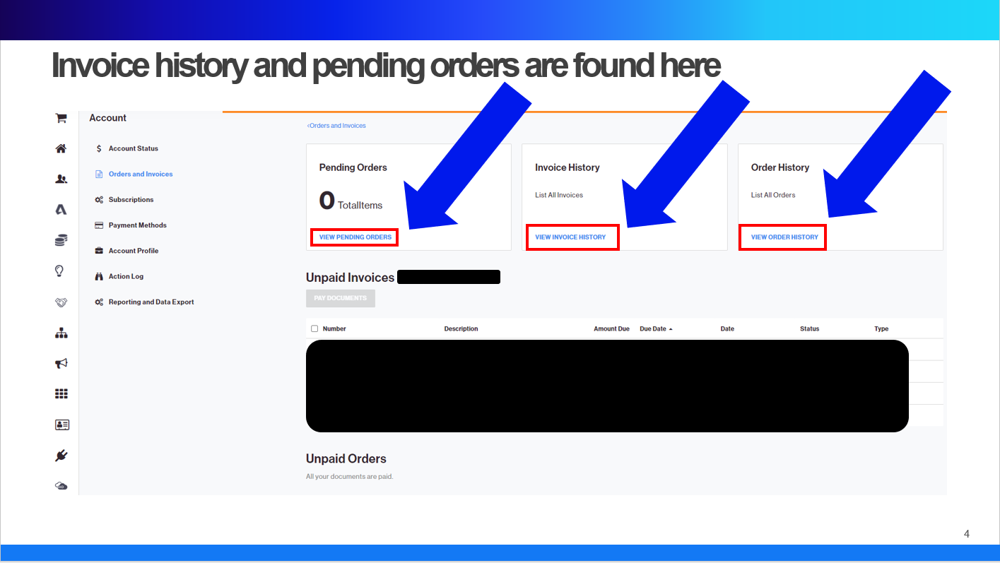 Invoice history and pending orders are found here
Account
Account Status
Orders and Invoices
Subscriptions
Payment Methods
Account Profile
Action Log
Reporting and Data Export
‹Orders and Invoices
Pending Orders
0 TotalItems
VIEW PENDING ORDERS
Invoice History
List All Invoices
VIEW INVOICE HISTORY
Order History
List All Orders
VIEW ORDER HISTORY
Unpaid Invoices
PAY DOCUMENTS
Number Description Amount Due Due Date Date Status Type
Unpaid Orders
All your documents are paid.
4